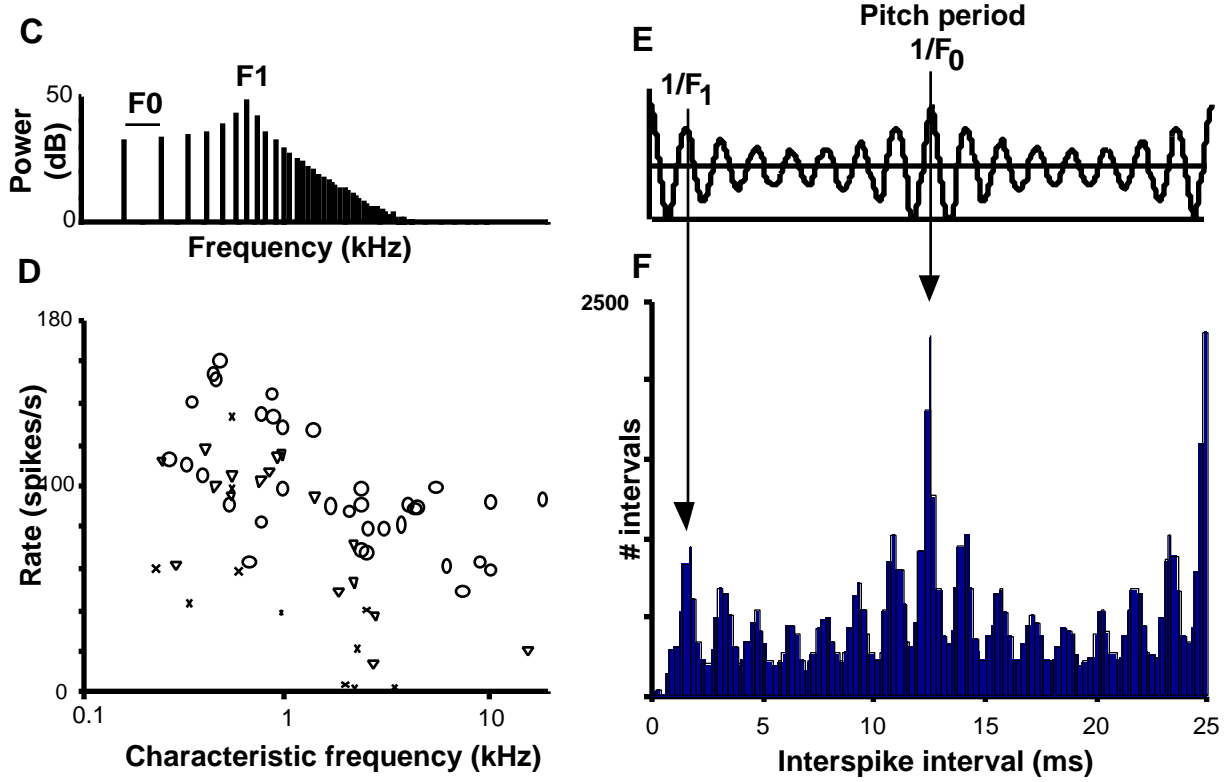 C
F1
F0
50
0
Power
(dB)
Frequency (kHz)
D
180
100
0
Rate (spikes/s)
0.1
1
10
Characteristic frequency (kHz)
Pitch period
E
1/F0
1/F1
F
2500
# intervals
0
5
10
15
20
25
Interspike interval (ms)